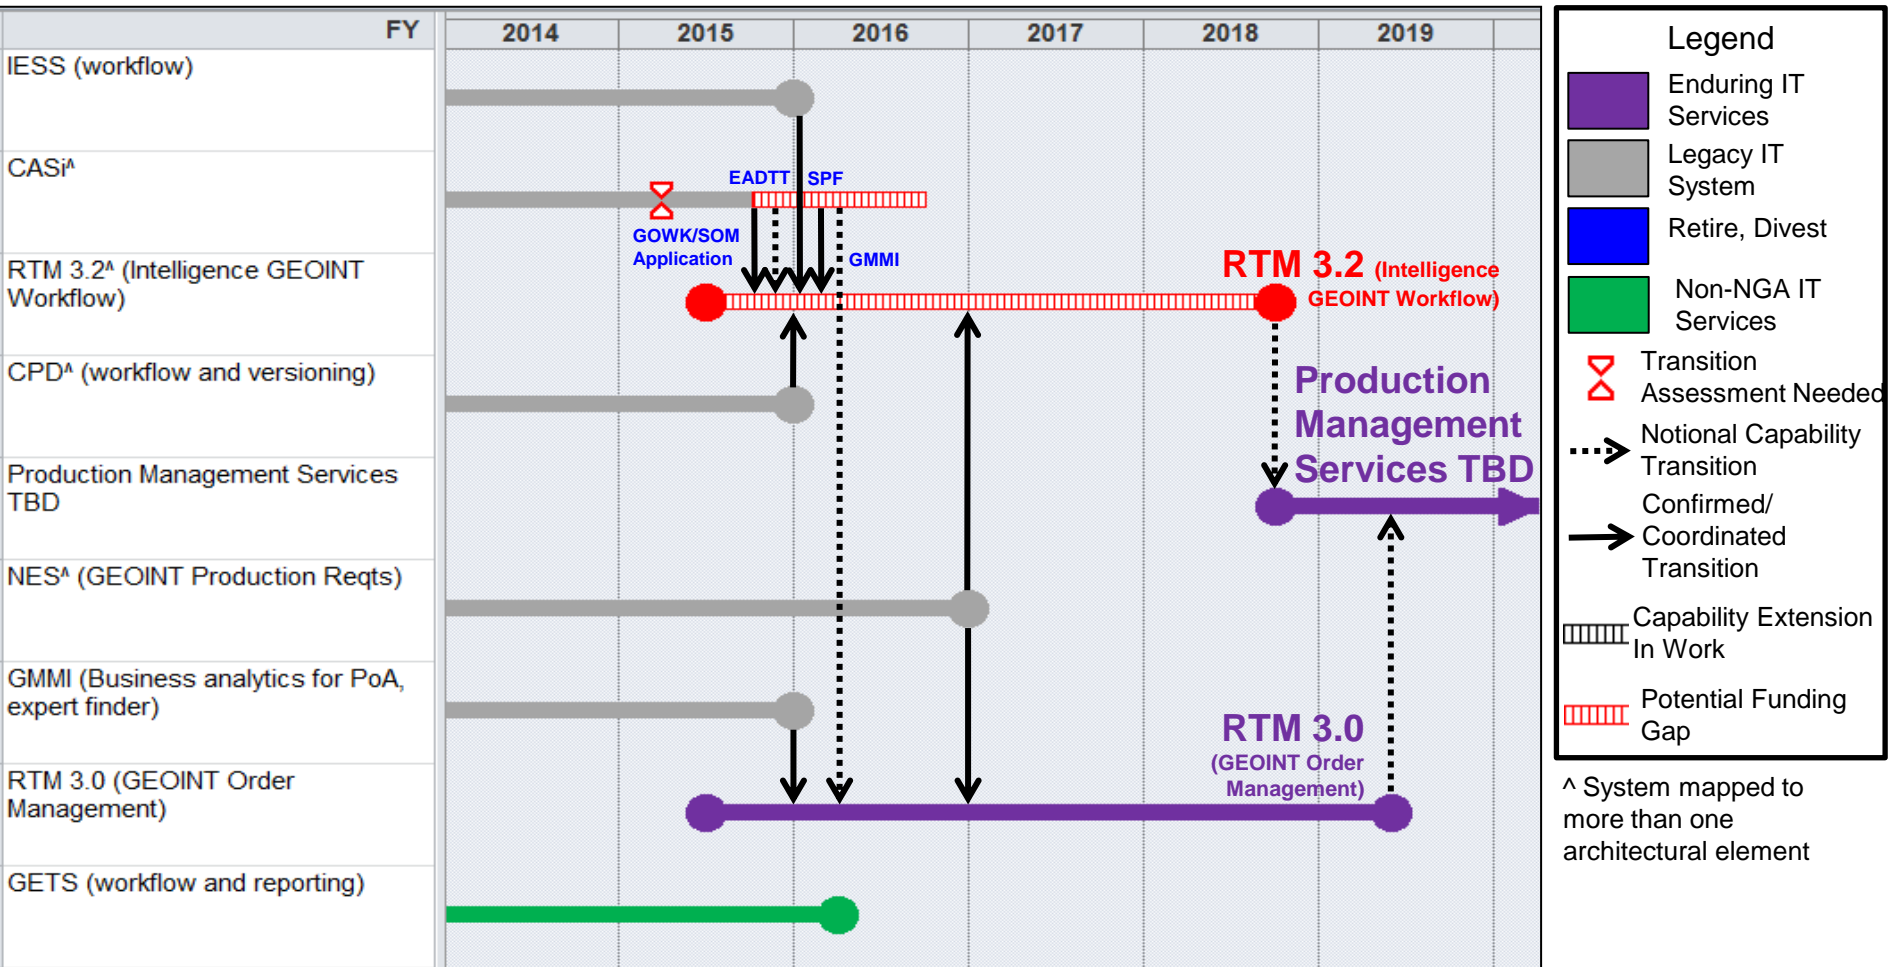 FY
2014
2015
2016
2017
2018
2019
IESS (workflow)
CASi^
RTM 3.2^ (Intelligence GEOINT
Workflow)
CPD^ (workflow and versioning)
Production Management Services
TBD
NES^ (GEOINT Production Reqts)
GMMI (Business analytics for PoA,
expert finder)
RTM 3.0 (GEOINT Order
Management)
GETS (workflow and reporting)
EADTT
SPF
GOWK/SOM
Application
GMMI
RTM 3.2 (Intelligence
GEOINT Workflow)
Production
Management
Services TBD
RTM 3.0
(GEOINT Order
Management)
Legend
Enduring IT
Services
Legacy IT
System
Retire, Divest
Non-NGA IT
Services
Transition
Assessment Needed
Notional Capability
Transition
Confirmed/
Coordinated
Transition
Capability Extension
In Work
Potential Funding
Gap
^ System mapped to
more than one
architectural element